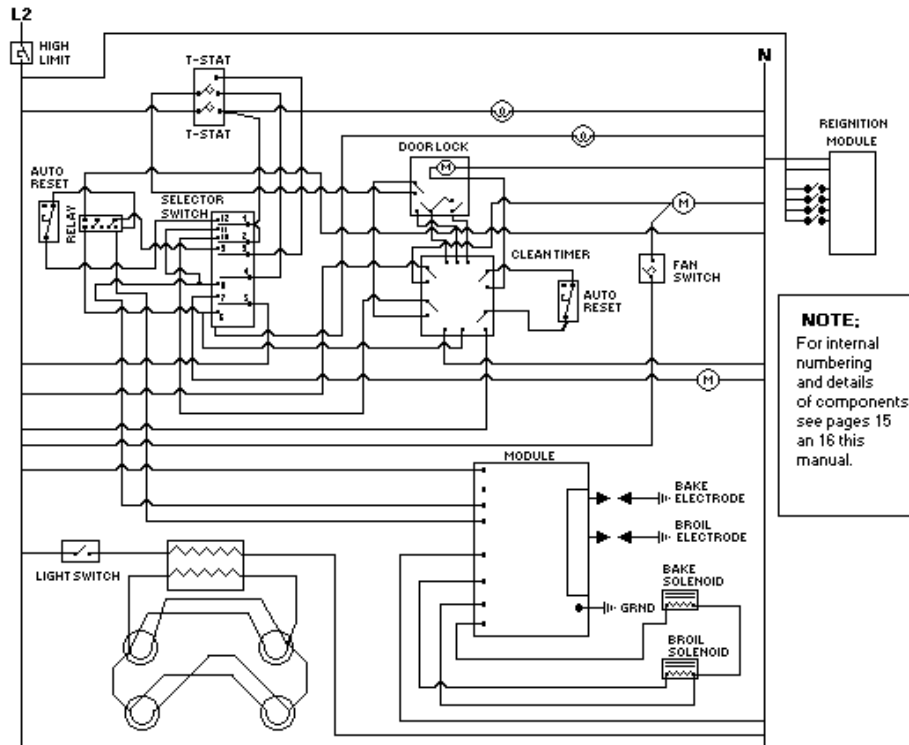 L2
HIGH
LIMIT
T-STAT
N
T-STAT
REIGNITION
MODULE
DOOR LOCK
M
AUTO
RESET
SELECTOR
SWITCH
RELAY
M
12
11
10
9
1
2
3
4
8
7
5
6
CLEAN TIMER
FAN
SWITCH
AUTO
RESET
M
NOTE:
For internal
numbering
and details
of components
see pages 15
an 16 this
manual.
MODULE
BAKE
ELECTRODE
BROIL
ELECTRODE
LIGHT SWITCH
BAKE
SOLENOID
GRND
BROIL
SOLENOID